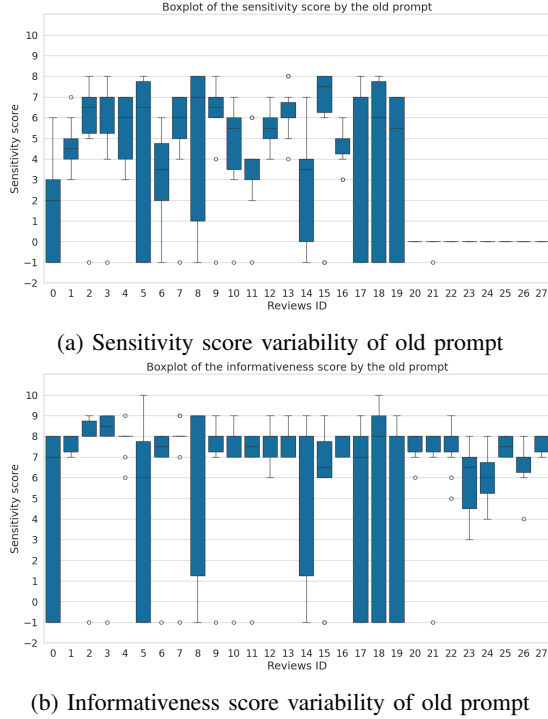 Boxplot of the sensitivity score by the old prompt
11
10
9
8
7
6
5
4
3
2
1
0
−1
−2
Sensitivity score
0 1 2 3 4 5 6 7 8 9 10 11 12 13 14 15 16 17 18 19 20 21 22 23 24 25 26 27
Reviews ID
(a) Sensitivity score variability of old prompt
Boxplot of the informativeness score by the old prompt
10
9
8
7
6
5
4
3
2
1
0
−1
−2
Sensitivity score
0 1 2 3 4 5 6 7 8 9 10 11 12 13 14 15 16 17 18 19 20 21 22 23 24 25 26 27
Reviews ID
(b) Informativeness score variability of old prompt